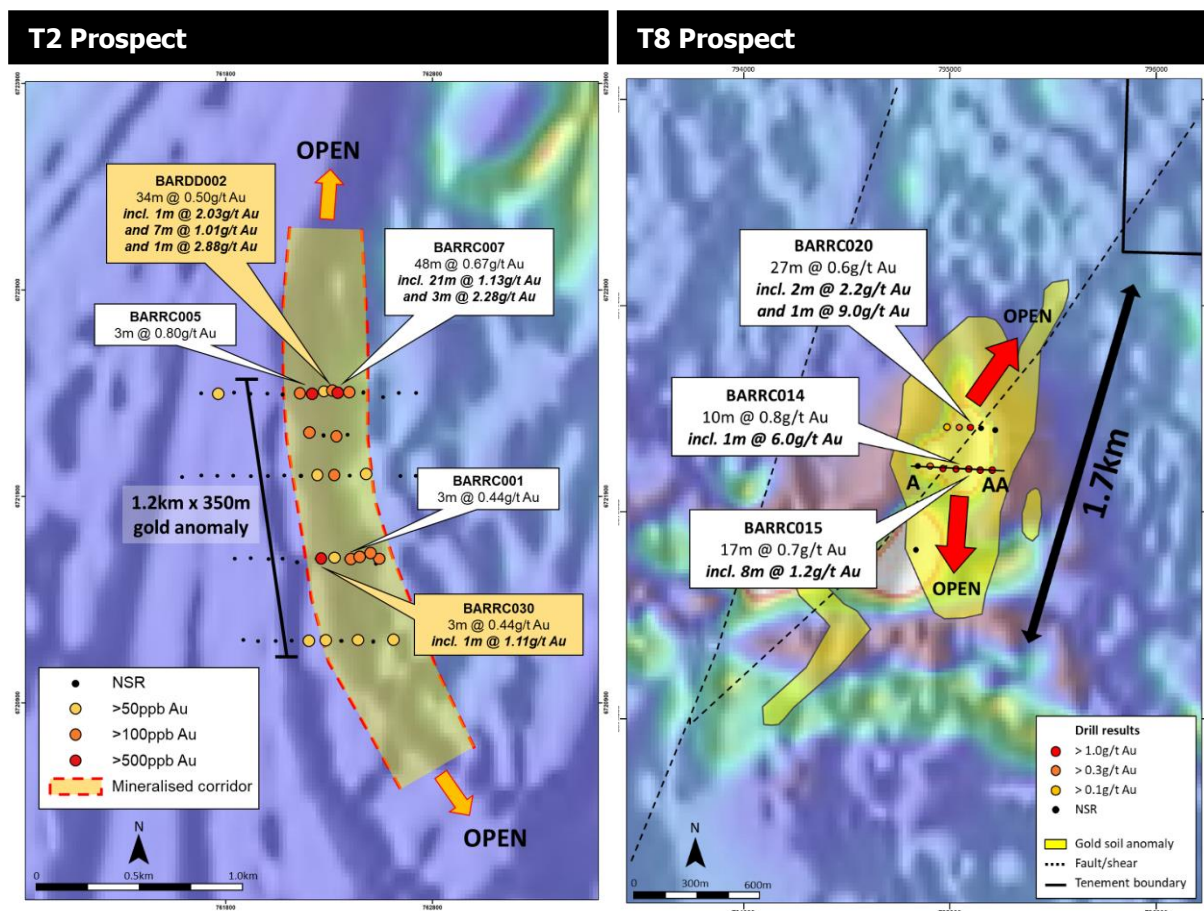 T2 Prospect
761800
762800
6723900
6722900
6721900
6720900
OPEN
BARDD002
34m @ 0.50g/t Au
incl. 1m @ 2.03g/t Au
and 7m @ 1.01g/t Au
and 1m @ 2.88g/t Au
BARRC007
48m @ 0.67g/t Au
incl. 21m @ 1.13g/t Au
and 3m @ 2.28g/t Au
BARRC005
3m @ 0.80g/t Au
1.2km x 350m
gold anomaly
BARRC001
3m @ 0.44g/t Au
BARRC030
3m @ 0.44g/t Au
incl. 1m @ 1.11g/t Au
NSR
>50ppb Au
>100ppb Au
>500ppb Au
Mineralised corridor
OPEN
N
0 0.5km 1.0km
761800
762800
T8 Prospect
794000
795000
796000
BARRC020
27m @ 0.6g/t Au
incl. 2m @ 2.2g/t Au
and 1m @ 9.0g/t Au
OPEN
BARRC014
10m @ 0.8g/t Au
incl. 1m @ 6.0g/t Au
A AA
1.7km
BARRC015
17m @ 0.7g/t Au
incl. 8m @ 1.2g/t Au
OPEN
Drill results
> 1.0g/t Au
> 0.3g/t Au
> 0.1g/t Au
NSR
Gold soil anomaly
Fault/shear
Tenement boundary
N
0 300m 600m